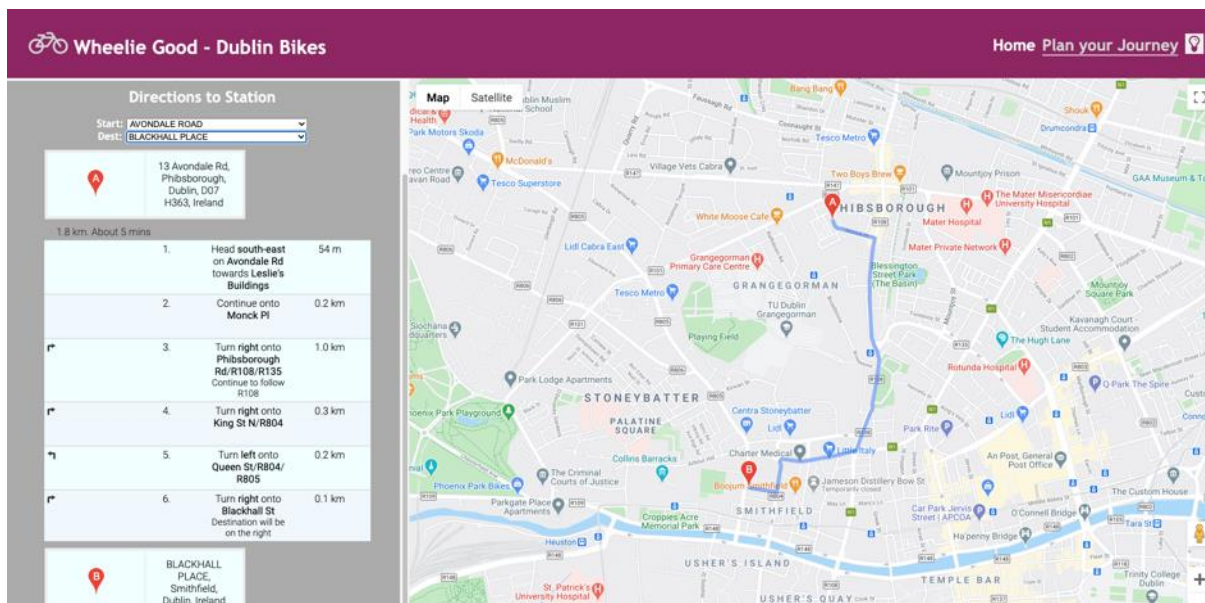 Wheelie Good - Dublin Bikes
Home Plan your Journey
Directions to Station
Start: AVONDALE ROAD
Dest: BLACKHALL PLACE
A
13 Avondale Rd,
Phibsborough,
Dublin, D07
H363, Ireland
1.8 km. About 5 mins
1. Head south-east 54 m
on Avondale Rd
towards Leslie's
Buildings
2. Continue onto 0.2 km
Monck Pl
3. Turn right onto 1.0 km
Phibsborough
Rd/R108/R135
Continue to follow
R108
4. Turn right onto 0.3 km
King St N/R804
5. Turn left onto 0.2 km
Queen St/R804/
R805
6. Turn right onto 0.1 km
Blackhall St
Destination will be
on the right
B
BLACKHALL
PLACE,
Smithfield,
Dublin, Ireland
Map Satellite
Dublin Muslim
School
Health
Park Motors Skoda
McDonald's
Tesco Superstore
Village Vets Cabra
Tesco Metro
Bang Bang
Shouk
Drumcondra
Two Boys Brew
Mountjoy Prison
GAA Museum &
White Moose Cafe
A
HIBSBOROUGH
The Mater Misericordiae
University Hospital
Mater Hospital
Mater Private Network
Lidl Cabra East
Grangegorman
Primary Care Centre
GRANGEGORMAN
Blessington
Street Park
(The Basin)
Mountjoy
Square Park
Tesco Metro
TU Dublin
Grangegorman
Kavanagh Court
Student Accommodation
Playing Field
The Hugh Lane
Rotunda Hospital
Park Lodge Apartments
Q-Park The Spire
STONEYBATTER
Phoenix Park Playground
PALATINE
SQUARE
Centra Stoneybatter
Lidl
Park Rite
Lidl
Collins Barracks
Charter Medical
Little Italy
An Post, General
Post Office
The Criminal
Courts of Justice
B
Boojum Smithfield
Jameson Distillery Bow St
Temporarily closed
Phoenix Park Bikes
Parkgate Place
Apartments
Croppies Acre
Memorial Park
SMITHFIELD
Car Park Jervis
Street | APCOA
O'Connell Bridge
The Custom House
Tara St
Ha'penny Bridge
Heuston
USHER'S ISLAND
TEMPLE BAR
Trinity College
Dublin
St. Patrick's
University Hospital
USHER'S QUAY